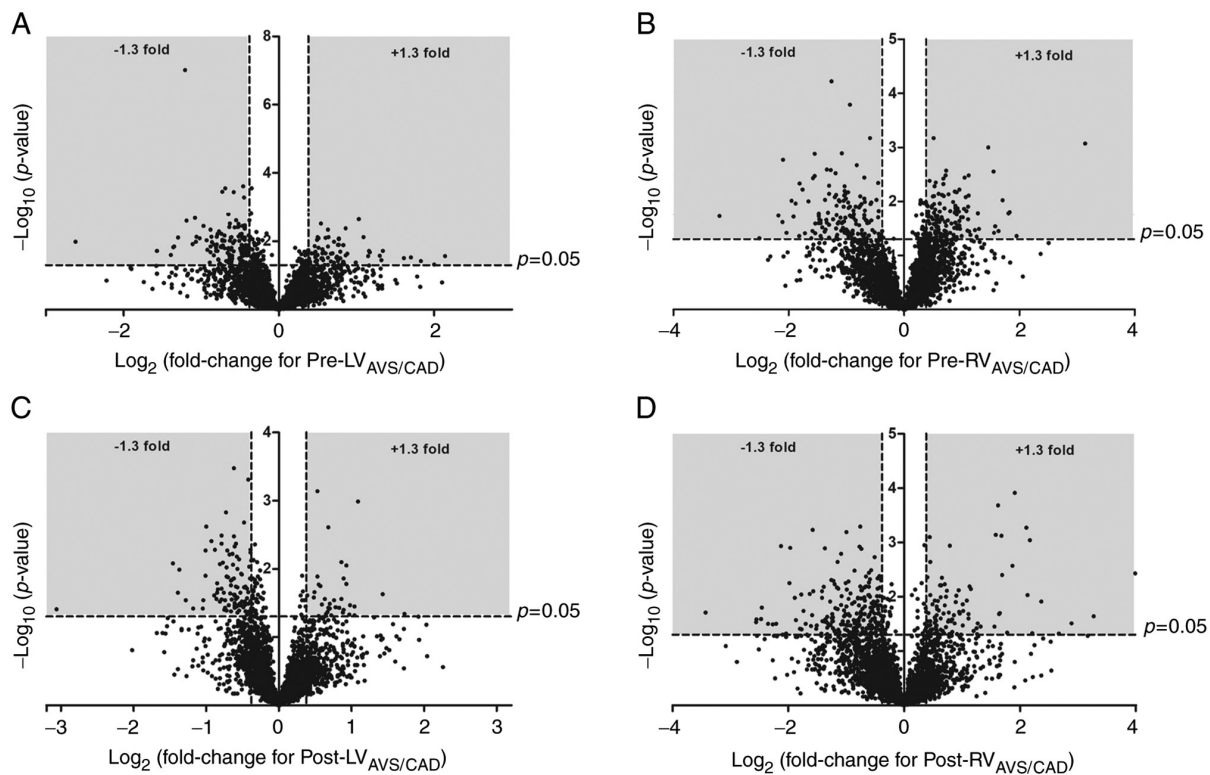 A
-1.3 fold
+1.3 fold
8
6
4
2
–Log10 (p-value)
p=0.05
–2
0
2
Log2 (fold-change for Pre-LVAVS/CAD)
B
-1.3 fold
+1.3 fold
5
4
3
2
–Log10 (p-value)
p=0.05
–4
–2
0
2
4
Log2 (fold-change for Pre-RVAVS/CAD)
C
-1.3 fold
+1.3 fold
4
3
2
1
–Log10 (p-value)
p=0.05
–3
–2
–1
0
1
2
3
Log2 (fold-change for Post-LVAVS/CAD)
D
-1.3 fold
+1.3 fold
5
4
3
2
–Log10 (p-value)
p=0.05
–4
–2
0
2
4
Log2 (fold-change for Post-RVAVS/CAD)